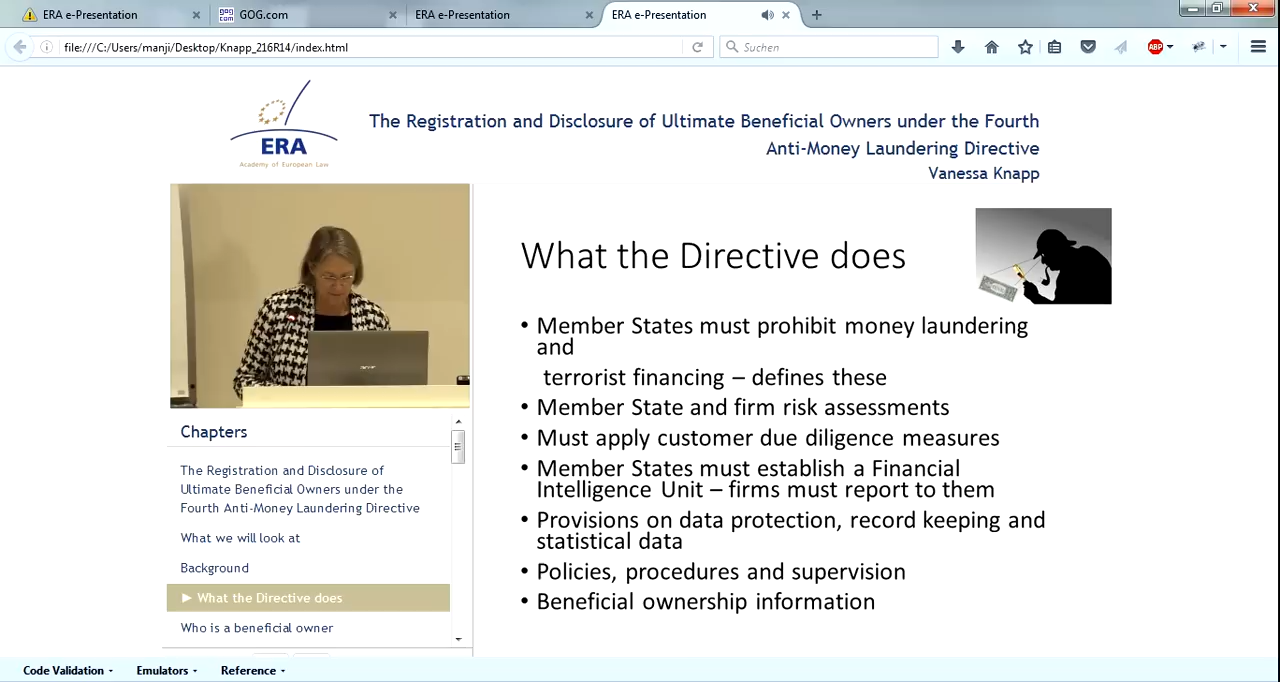 ERA e-Presentation
GOG.com
ERA e-Presentation
ERA e-Presentation
file:///C:/Users/manji/Desktop/Knapp_216R14/index.html
Suchen
ABP
ERA
Academy of European Law
The Registration and Disclosure of Ultimate Beneficial Owners under the Fourth
Anti-Money Laundering Directive
Vanessa Knapp
acer
Chapters
The Registration and Disclosure of
Ultimate Beneficial Owners under the
Fourth Anti-Money Laundering Directive
What we will look at
Background
► What the Directive does
Who is a beneficial owner
What the Directive does
• Member States must prohibit money laundering
and
terrorist financing – defines these
• Member State and firm risk assessments
• Must apply customer due diligence measures
• Member States must establish a Financial
Intelligence Unit – firms must report to them
• Provisions on data protection, record keeping and
statistical data
• Policies, procedures and supervision
• Beneficial ownership information
Code Validation
Emulators
Reference